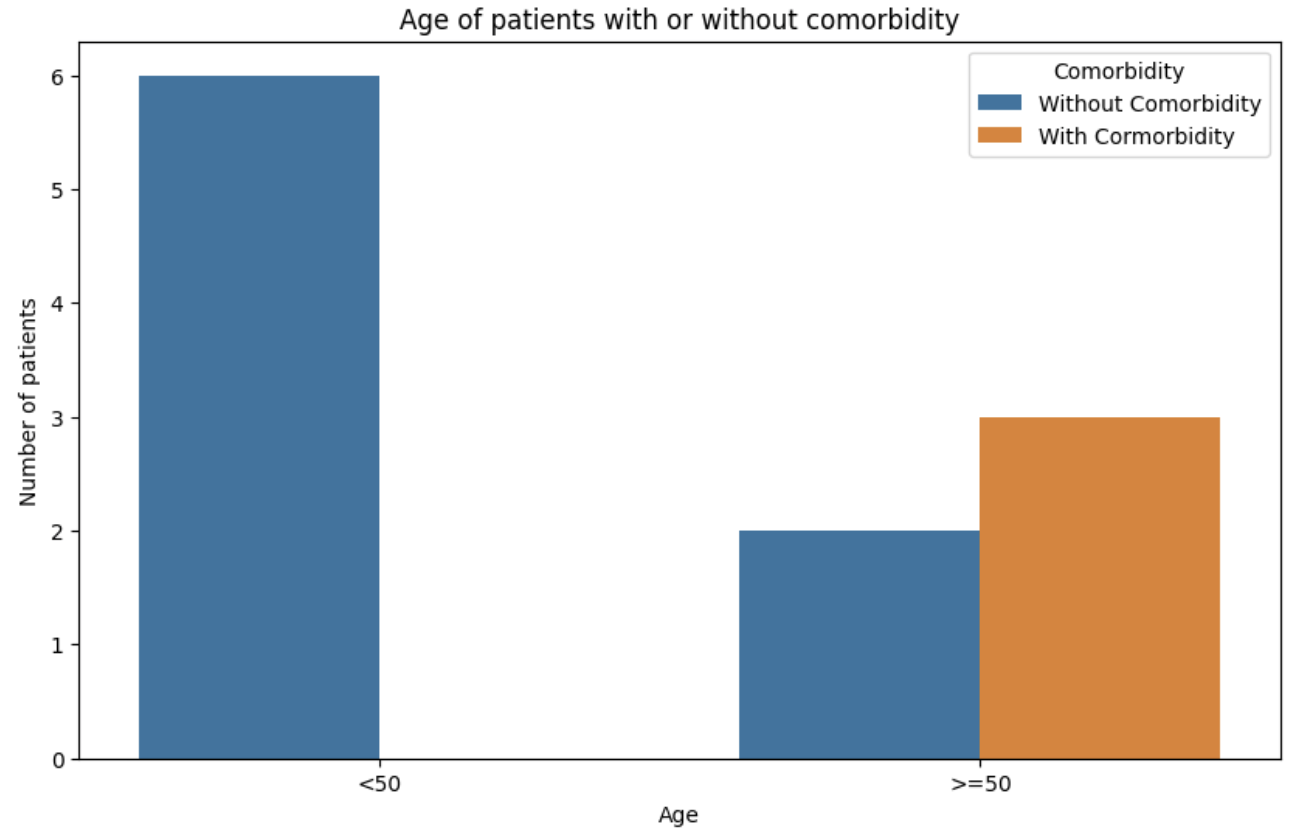 Age of patients with or without comorbidity
Comorbidity
Without Comorbidity
With Cormorbidity
Number of patients
6
5
4
3
2
1
0
<50
>=50
Age